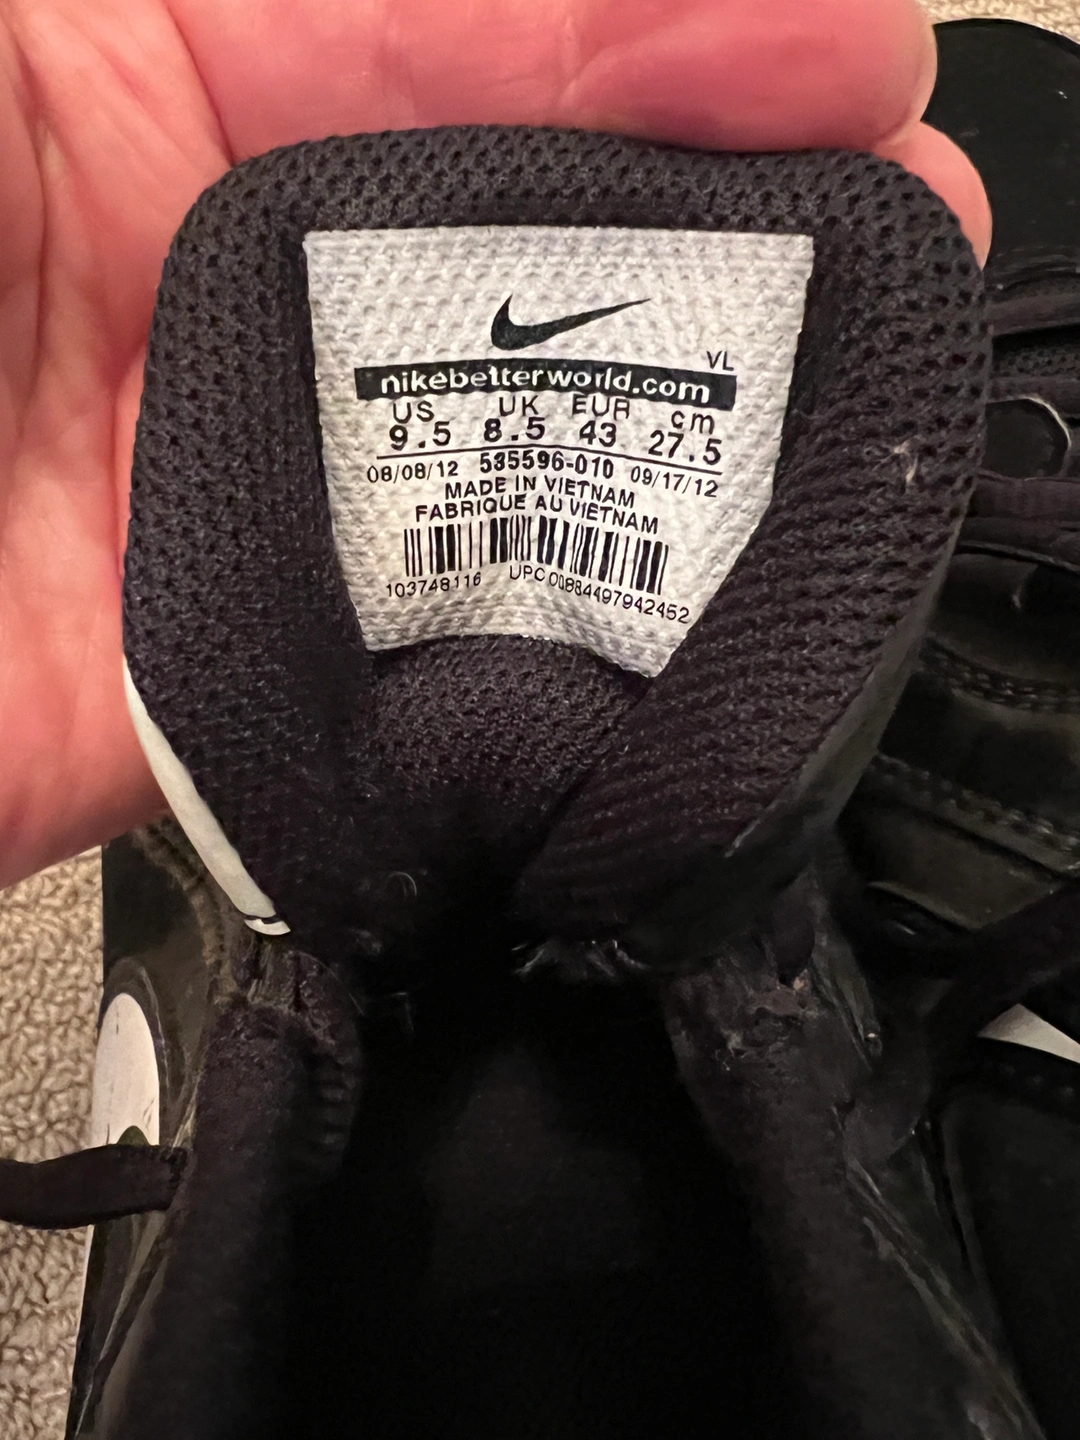 VL
nikebetterworld.com
US UK EUR cm
9.5 8.5 43 27.5
08/08/12 535596-010 09/17/12
MADE IN VIETNAM
FABRIQUE AU VIETNAM
103748116 UPC 00884497942452